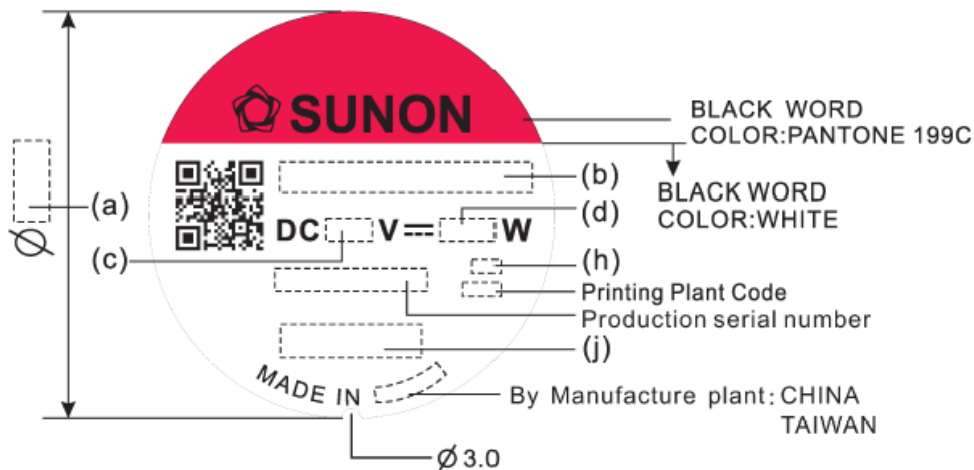 SUNON
BLACK WORD
COLOR:PANTONE 199C
(b)
BLACK WORD
COLOR:WHITE
(a)
(d)
DC V⎓ W
Ø
(c)
(h)
Printing Plant Code
Production serial number
(j)
MADE IN
By Manufacture plant: CHINA
TAIWAN
Ø3.0